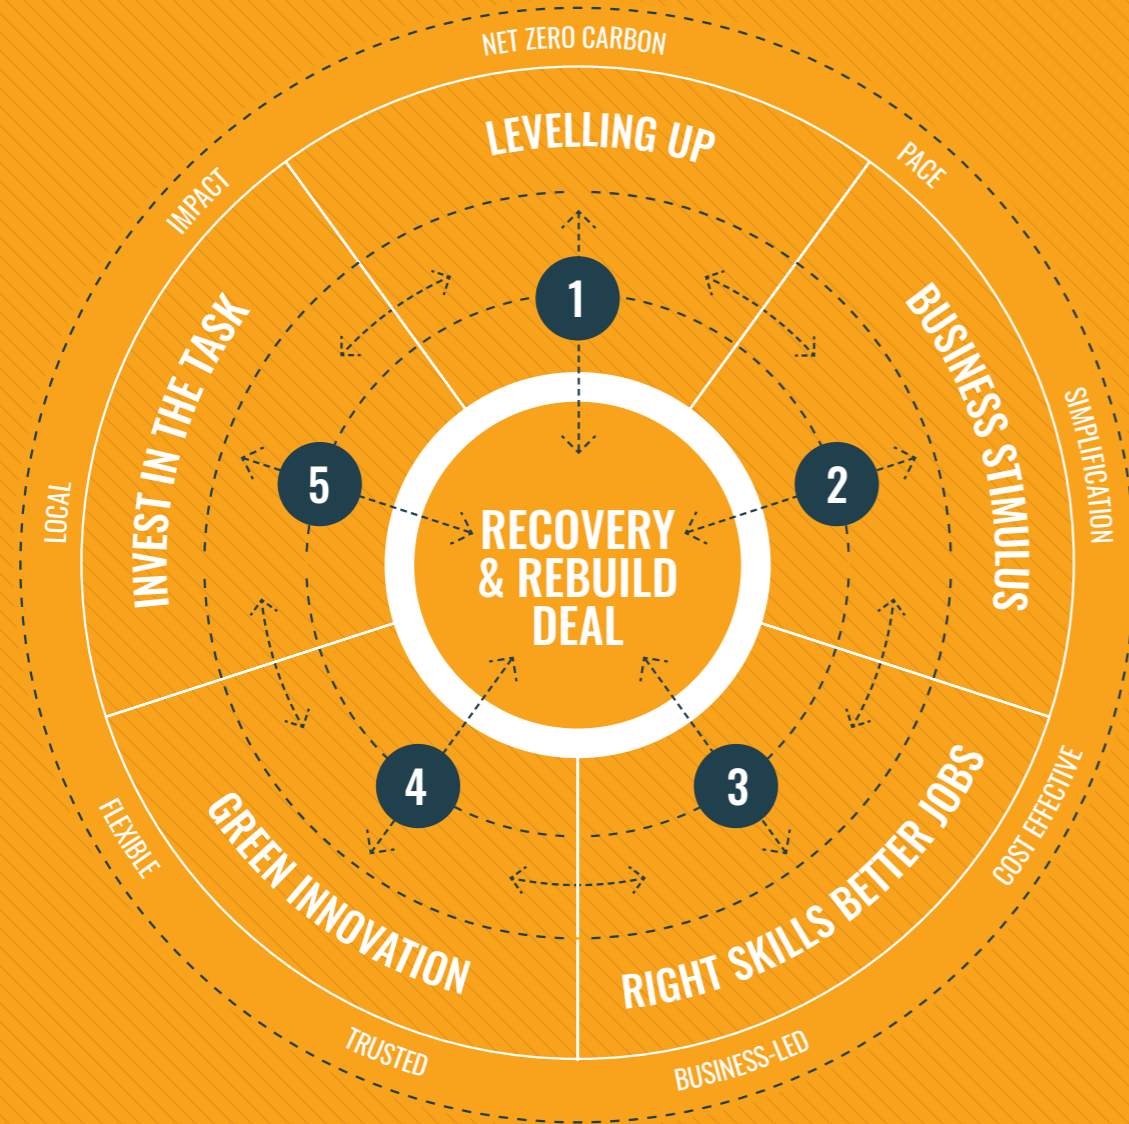 NET ZERO CARBON
PACE
SIMPLIFICATION
COST EFFECTIVE
BUSINESS-LED
TRUSTED
FLEXIBLE
LOCAL
IMPACT
LEVELLING UP
BUSINESS STIMULUS
RIGHT SKILLS BETTER JOBS
GREEN INNOVATION
INVEST IN THE TASK
1
2
3
4
5
RECOVERY
& REBUILD
DEAL